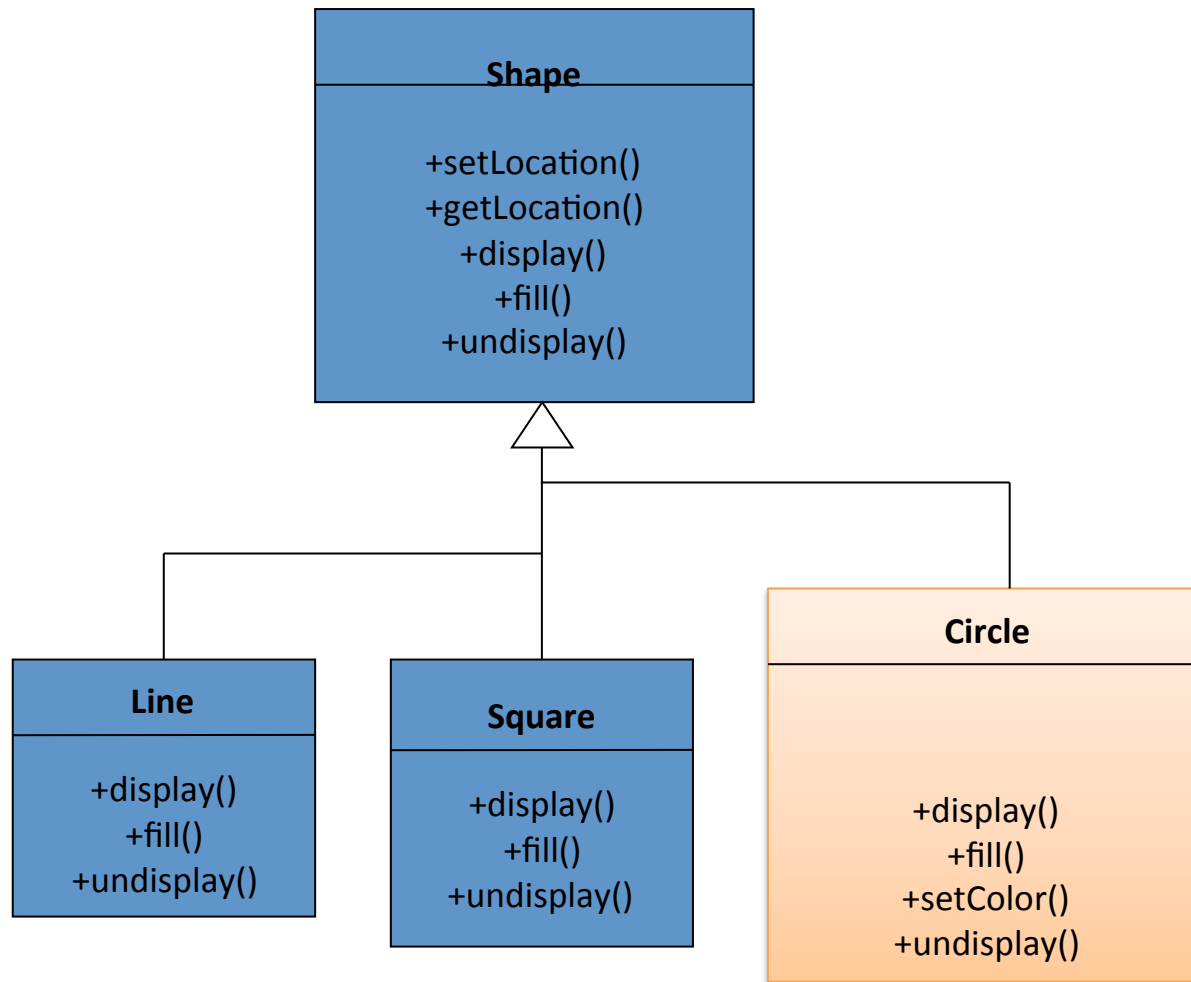 Shape
+setLocation()
+getLocation()
+display()
+fill()
+undisplay()
Line
+display()
+fill()
+undisplay()
Square
+display()
+fill()
+undisplay()
Circle
+display()
+fill()
+setColor()
+undisplay()